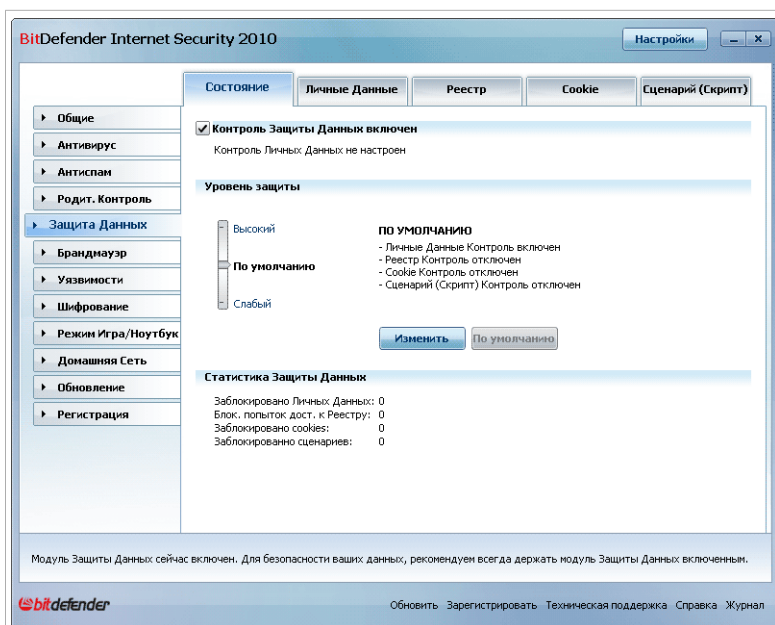 BitDefender Internet Security 2010
Настройки
Состояние
Личные Данные
Реестр
Cookie
Сценарий (Скрипт)
Общие
Антивирус
Антиспам
Родит. Контроль
Защита Данных
Брандмауэр
Уязвимости
Шифрование
Режим Игра/Ноутбук
Домашняя Сеть
Обновление
Регистрация
Контроль Защиты Данных включен
Контроль Личных Данных не настроен
Уровень защиты
Высокий
По умолчанию
Слабый
ПО УМОЛЧАНИЮ
- Личные Данные Контроль включен
- Реестр Контроль отключен
- Cookie Контроль отключен
- Сценарий (Скрипт) Контроль отключен
Изменить
По умолчанию
Статистика Защиты Данных
Заблокировано Личных Данных: 0
Блок. попыток дост. к Реестру: 0
Заблокировано cookies: 0
Заблокированно сценариев: 0
Модуль Защиты Данных сейчас включен. Для безопасности ваших данных, рекомендуем всегда держать модуль Защиты Данных включенным.
bitdefender
Обновить Зарегистрировать Техническая поддержка Справка Журнал